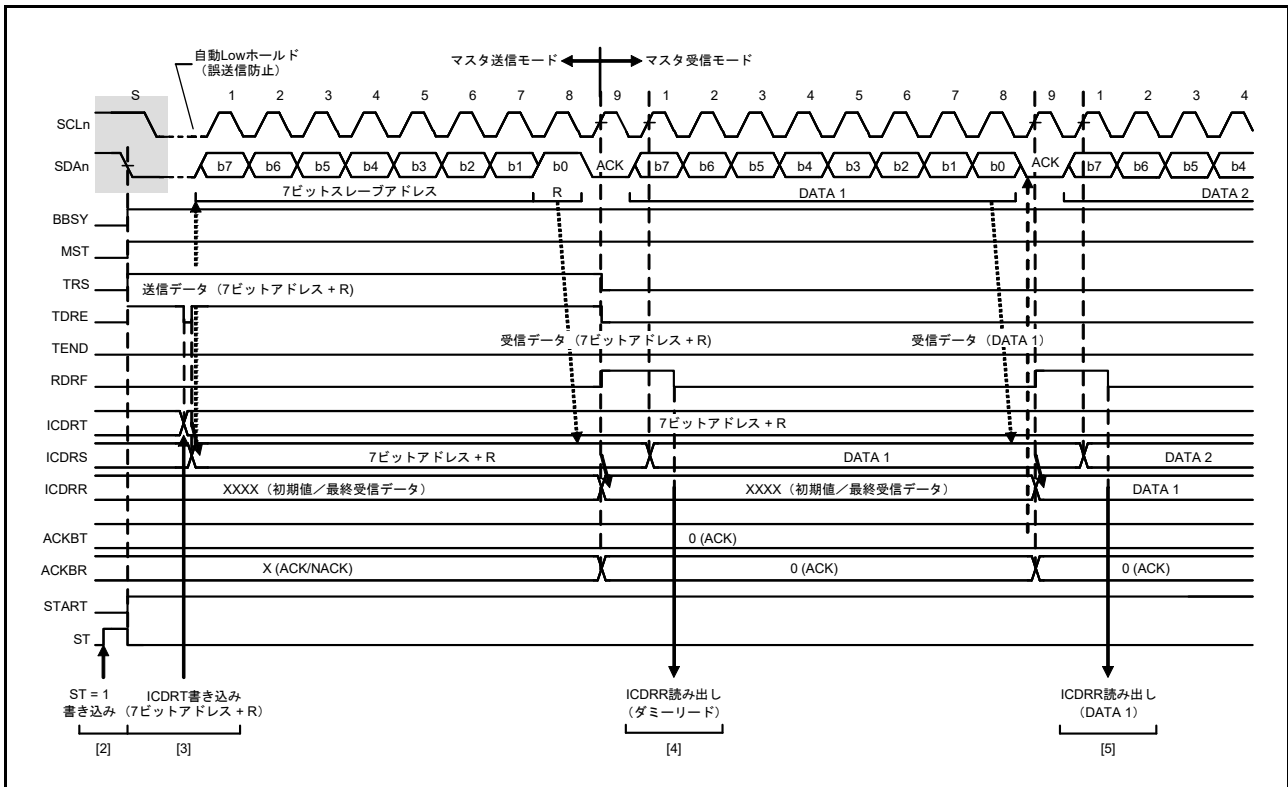 自動Lowホールド
（誤送信防止）
マスタ送信モード
マスタ受信モード
S 1 2 3 4 5 6 7 8 9 1 2 3 4 5 6 7 8 9 1 2 3 4
SCLn
SDAn b7 b6 b5 b4 b3 b2 b1 b0 ACK b7 b6 b5 b4 b3 b2 b1 b0 ACK b7 b6 b5 b4
7ビットスレーブアドレス R DATA 1 DATA 2
BBSY
MST
TRS 送信データ（7ビットアドレス + R)
TDRE
受信データ（7ビットアドレス + R) 受信データ（DATA 1）
TEND
RDRF
ICDRT 7ビットアドレス + R
ICDRS 7ビットアドレス + R DATA 1 DATA 2
ICDRR XXXX（初期値／最終受信データ） XXXX（初期値／最終受信データ） DATA 1
ACKBT 0 (ACK)
ACKBR X (ACK/NACK) 0 (ACK) 0 (ACK)
START
ST
ST = 1
書き込み
ICDRT書き込み
（7ビットアドレス + R）
ICDRR読み出し
（ダミーリード）
ICDRR読み出し
（DATA 1）
[2] [3] [4] [5]